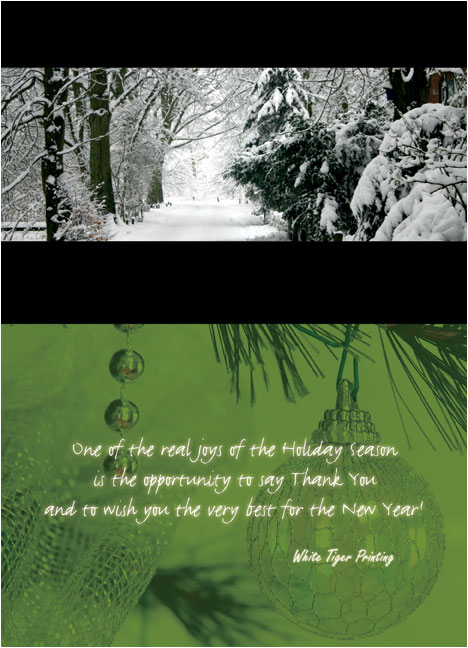 One of the real joys of the Holiday Season
is the opportunity to say Thank You
and to wish you the very best for the New Year!
White Tiger Printing